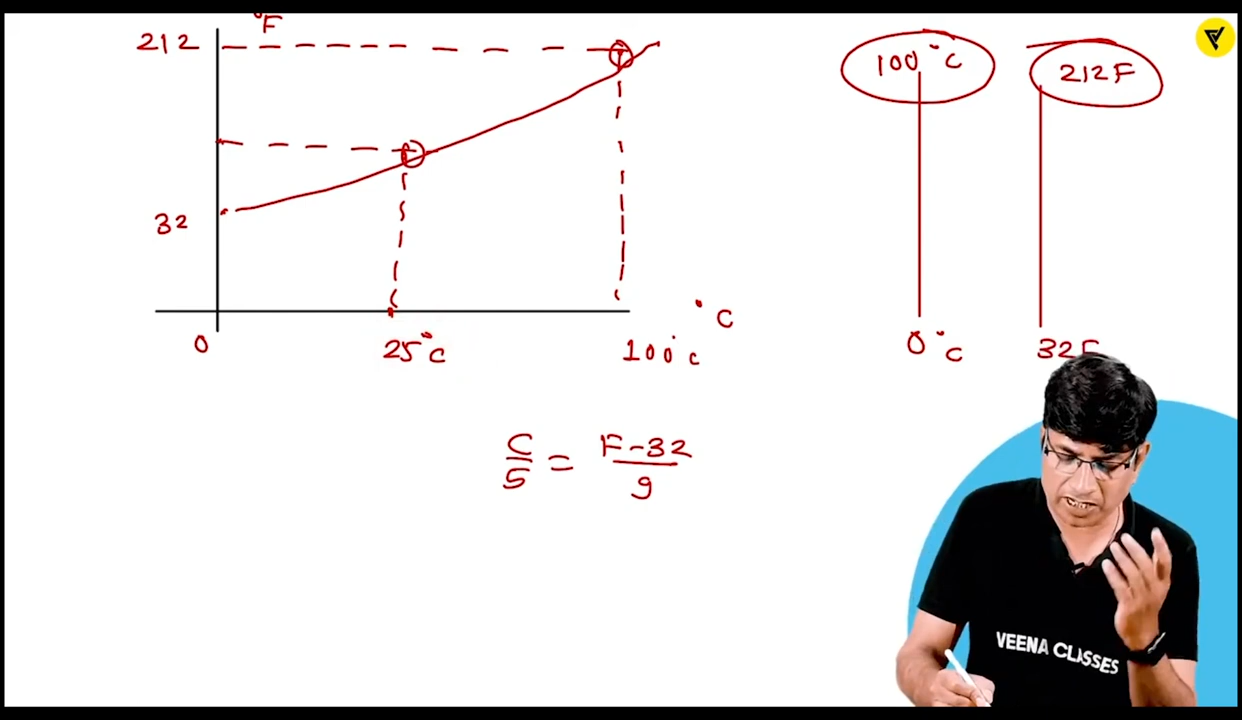 °F
212
32
0
25°C
100°C
°C
100°C
212F
0°C
32F
C/5 = F-32/9
VEENA CLASSES